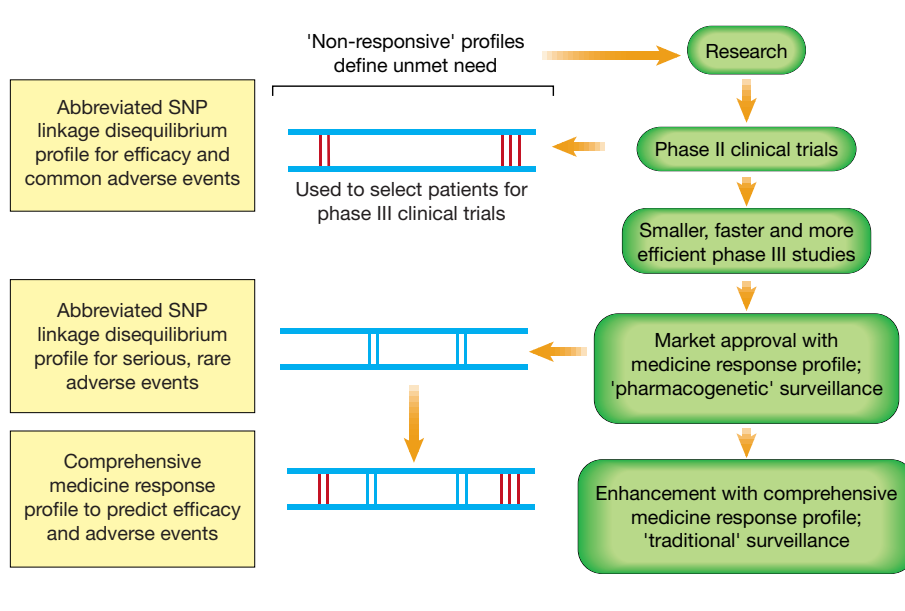 'Non-responsive' profiles
define unmet need
Research
Abbreviated SNP
linkage disequilibrium
profile for efficacy and
common adverse events
Used to select patients for
phase III clinical trials
Phase II clinical trials
Smaller, faster and more
efficient phase III studies
Abbreviated SNP
linkage disequilibrium
profile for serious, rare
adverse events
Market approval with
medicine response profile;
'pharmacogenetic' surveillance
Comprehensive
medicine response
profile to predict efficacy
and adverse events
Enhancement with comprehensive
medicine response profile;
'traditional' surveillance